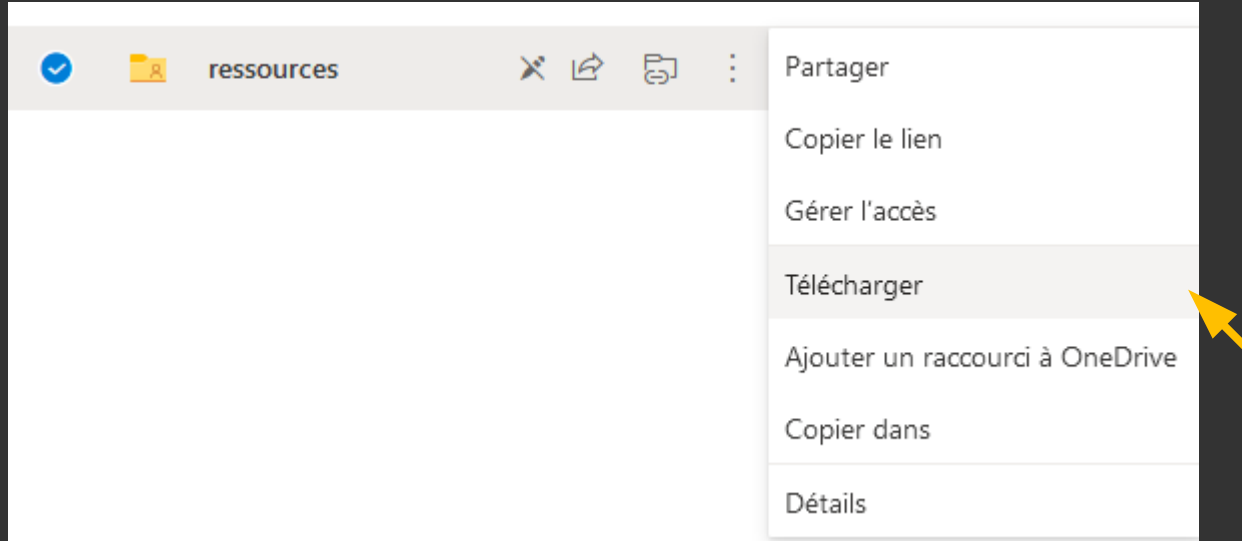 ressources
Partager
Copier le lien
Gérer l'accès
Télécharger
Ajouter un raccourci à OneDrive
Copier dans
Détails